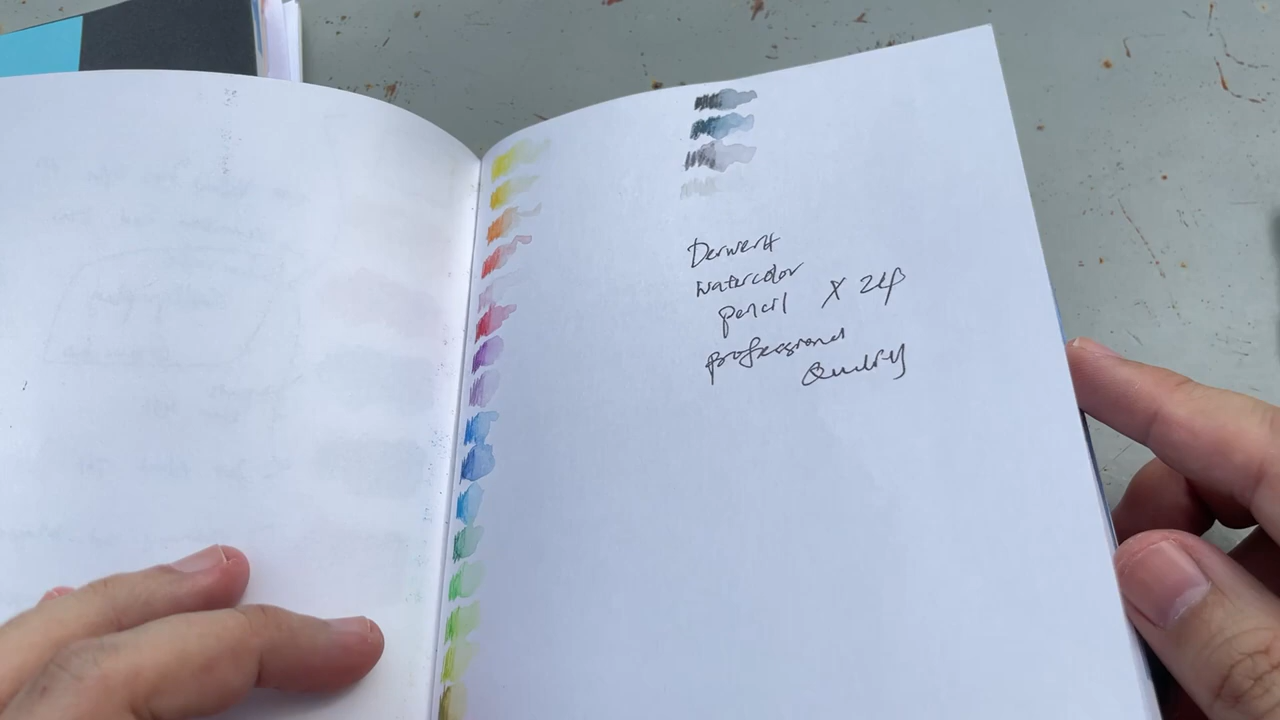 Derwent
watercolor
pencil X 24
professional
Quality